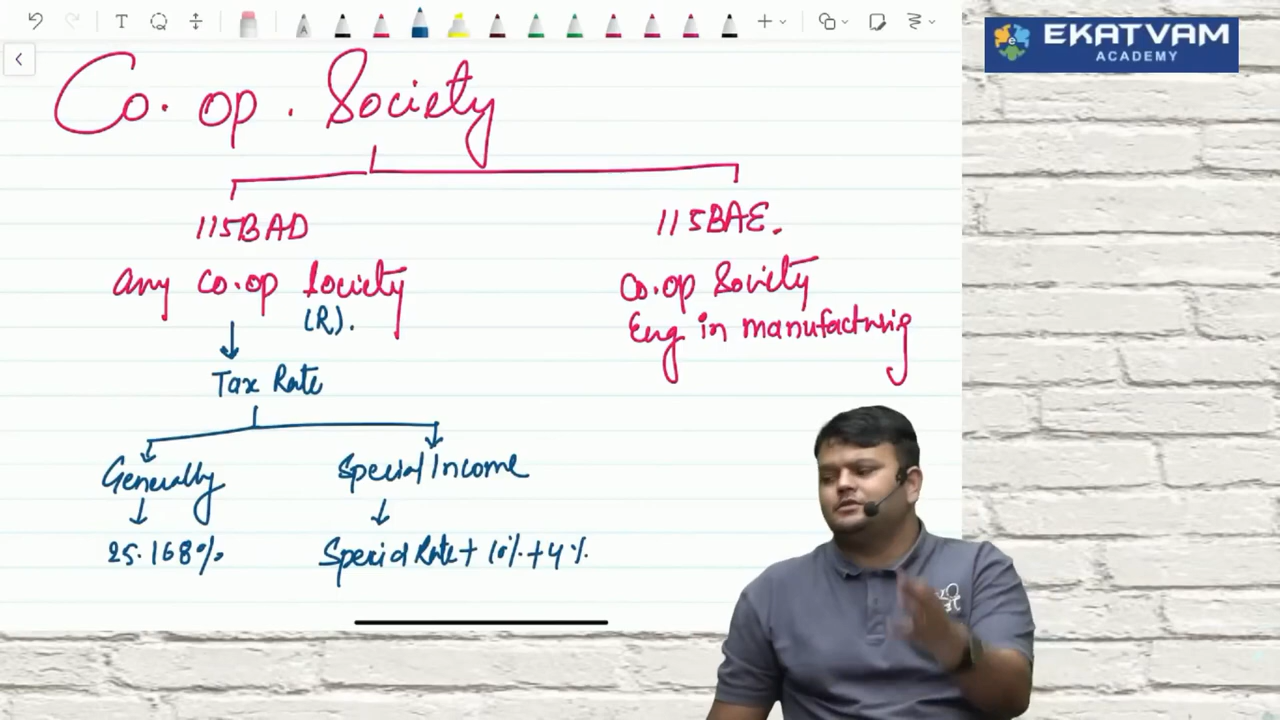 EKATVAM
ACADEMY
Co. op. Society
115BAD
Any Co.op Society
(R).
Tax Rate
Generally
25.168%
Special Income
Special Rate + 10% + 4%
115BAE.
Co.op Society
Eng in manufacturing